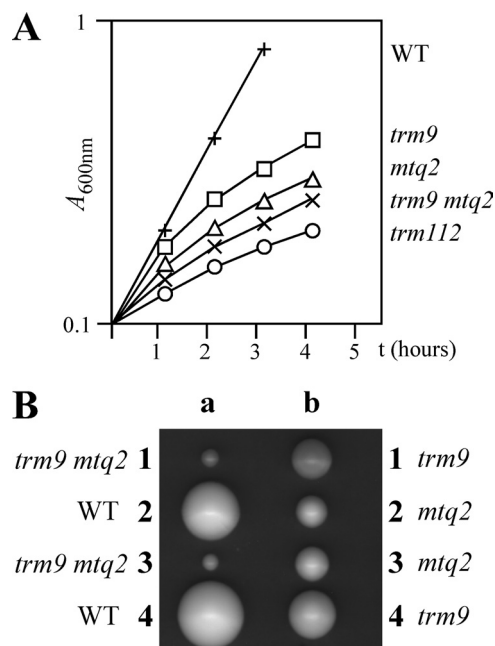 A
1
WT
trm9
mtq2
trm9 mtq2
trm112
A600nm
0.1
1 2 3 4 5 t (hours)
B
a b
trm9 mtq2 1 1 trm9
WT 2 2 mtq2
trm9 mtq2 3 3 mtq2
WT 4 4 trm9